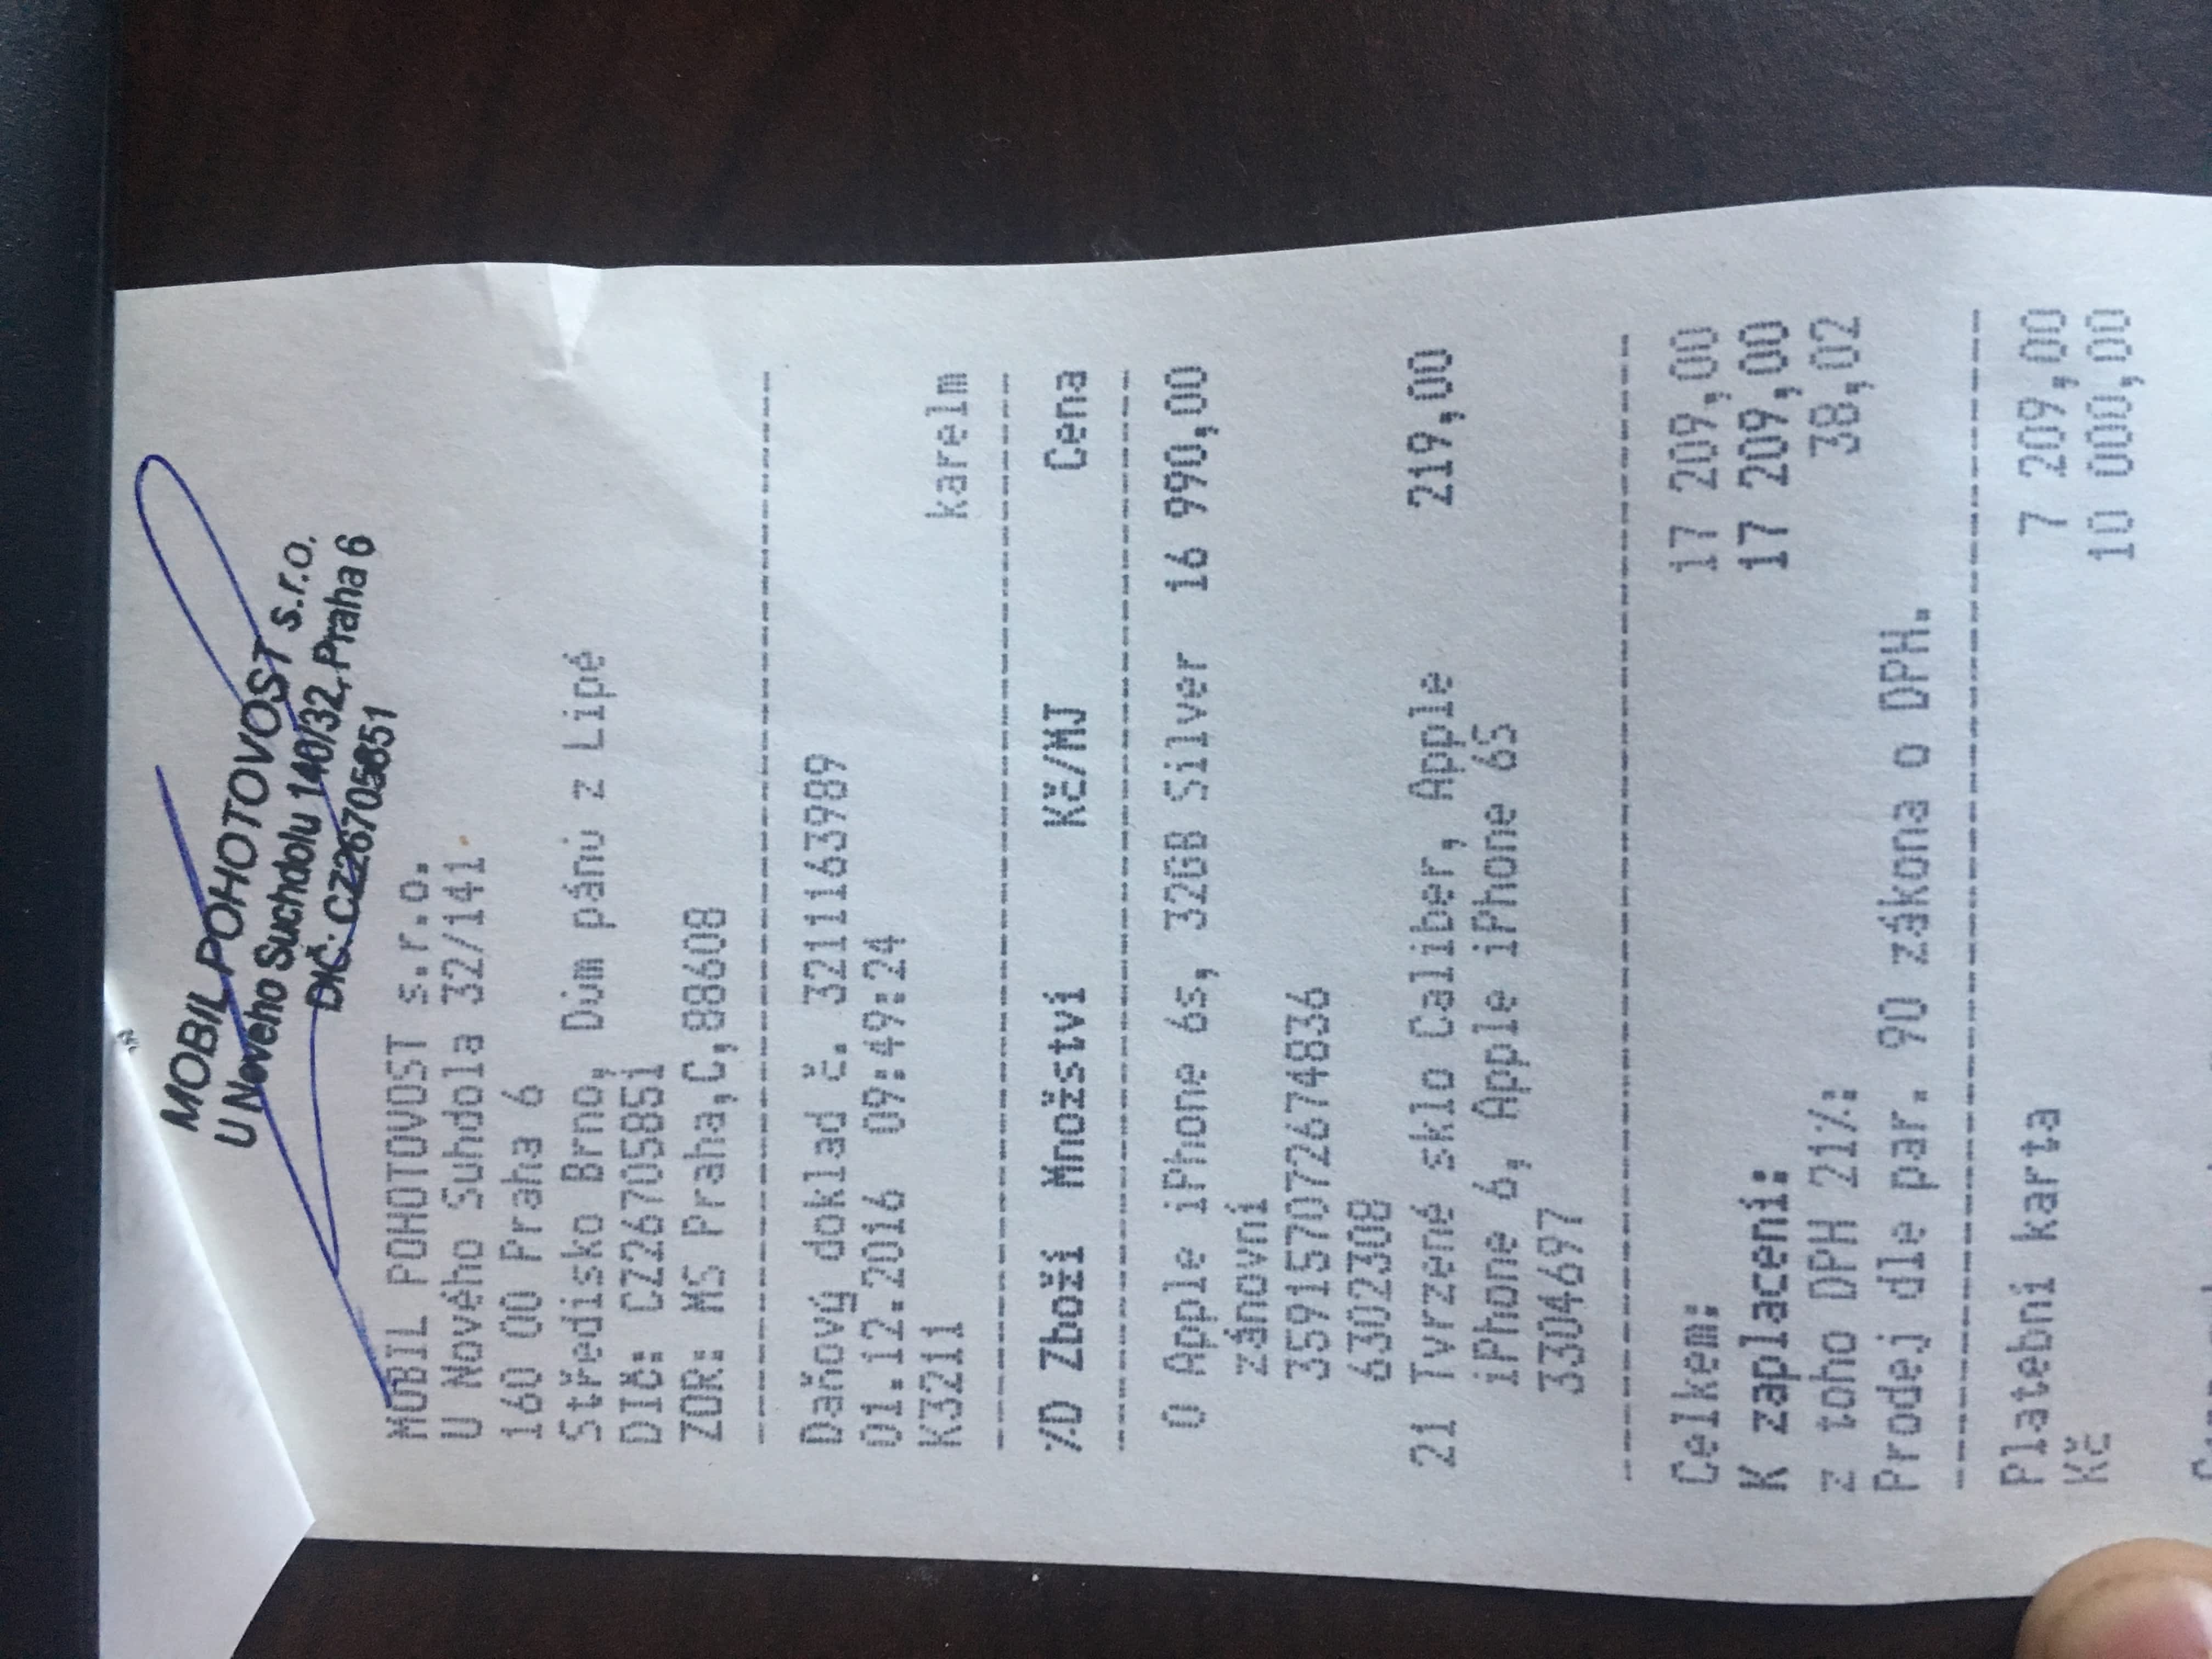 MOBIL POHOTOVOST s.r.o.
U Nového Suchdolu 140/32, Praha 6
DIČ: CZ26705851
MOBIL POHOTOVOST s.r.o.
U Nového Suhdola 32/141
160 00 Praha 6
Středisko Brno, Dům pánů z Lipé
DIČ: CZ26705851
ZOR: MS Praha,C,88608
Daňový doklad č. 3211163989
01.12.2016 09:49:24
K3211 karelm
%D Zboží Množství Kč/MJ Cena
0 Apple iPhone 6s, 32GB Silver 16 990,00
zánovní
359157072674836
6302308
21 Tvrzené sklo Caliber, Apple 219,00
iPhone 6, Apple iPhone 6S
3304697
Celkem: 17 209,00
K zaplacení: 17 209,00
z toho DPH 21%: 38,02
Prodej dle par. 90 zákona o DPH.
Platební karta 7 209,00
Kč 10 000,00